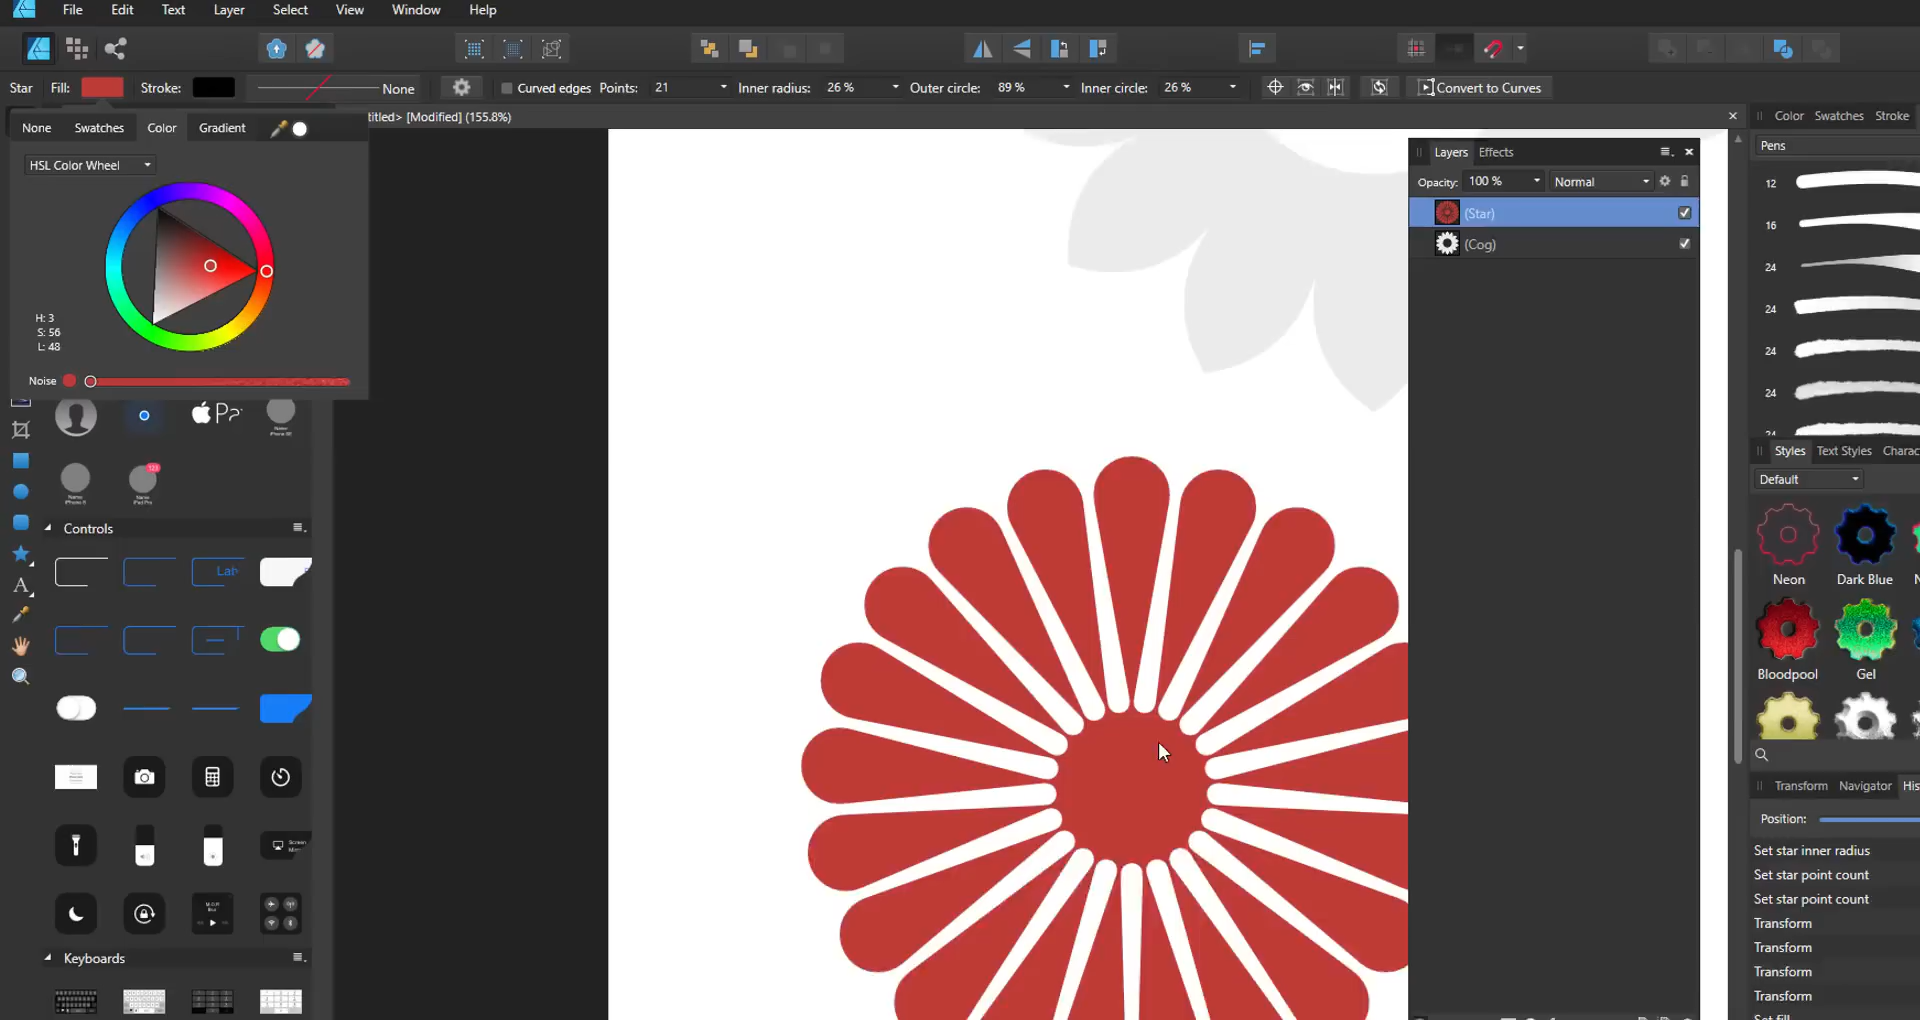 File Edit Text Layer Select View Window Help
Star Fill: Stroke: None Curved edges Points: 21 Inner radius: 26 % Outer circle: 89 % Inner circle: 26 % Convert to Curves
None Swatches Color Gradient
titled> [Modified] (155.8%)
HSL Color Wheel
H: 3
S: 56
L: 48
Noise
Controls
Lab
Keyboards
Layers Effects
Opacity: 100 % Normal
(Star)
(Cog)
Color Swatches Stroke
Pens
12
16
24
24
24
24
24
Styles Text Styles Charac
Default
Neon Dark Blue
Bloodpool Gel
Transform Navigator His
Position:
Set star inner radius
Set star point count
Set star point count
Transform
Transform
Transform
Transform
Set fill